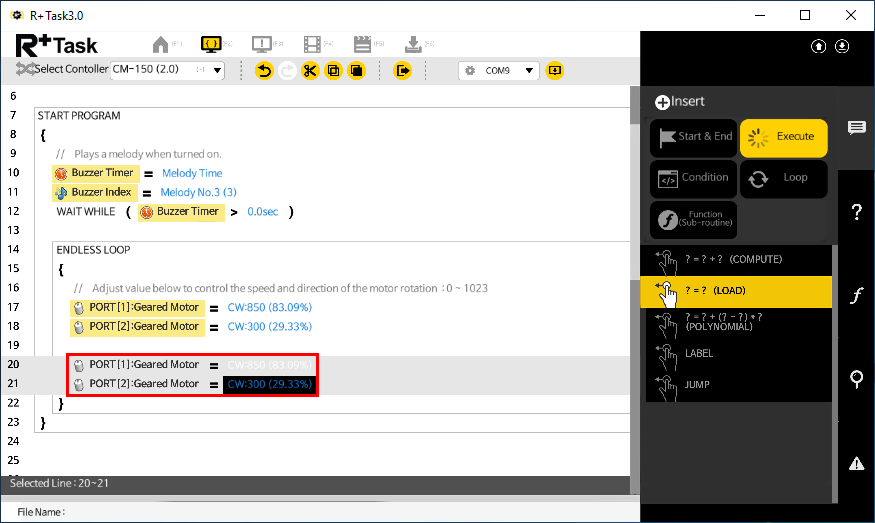 R+ Task3.0
R+Task
(F1) (F2) (F3) (F4) (F5) (F6)
Select Contoller CM-150 (2.0)
COM9
6
7 START PROGRAM
8 {
9 // Plays a melody when turned on.
10 Buzzer Timer = Melody Time
11 Buzzer Index = Melody No.3 (3)
12 WAIT WHILE ( Buzzer Timer > 0.0sec )
13
14 ENDLESS LOOP
15 {
16 // Adjust value below to control the speed and direction of the motor rotation :0 ~ 1023
17 PORT[1]:Geared Motor = CW:850 (83.09%)
18 PORT[2]:Geared Motor = CW:300 (29.33%)
20 PORT[1]:Geared Motor = CW:850 (83.09%)
21 PORT[2]:Geared Motor = CW:300 (29.33%)
22 }
23 }
24
25
Selected Line : 20~21
File Name :
Insert
Start & End
Execute
Condition
Loop
Function
(Sub-routine)
? = ? + ? (COMPUTE)
? = ? (LOAD)
? = ? + (? - ?) * ?
(POLYNOMIAL)
LABEL
JUMP